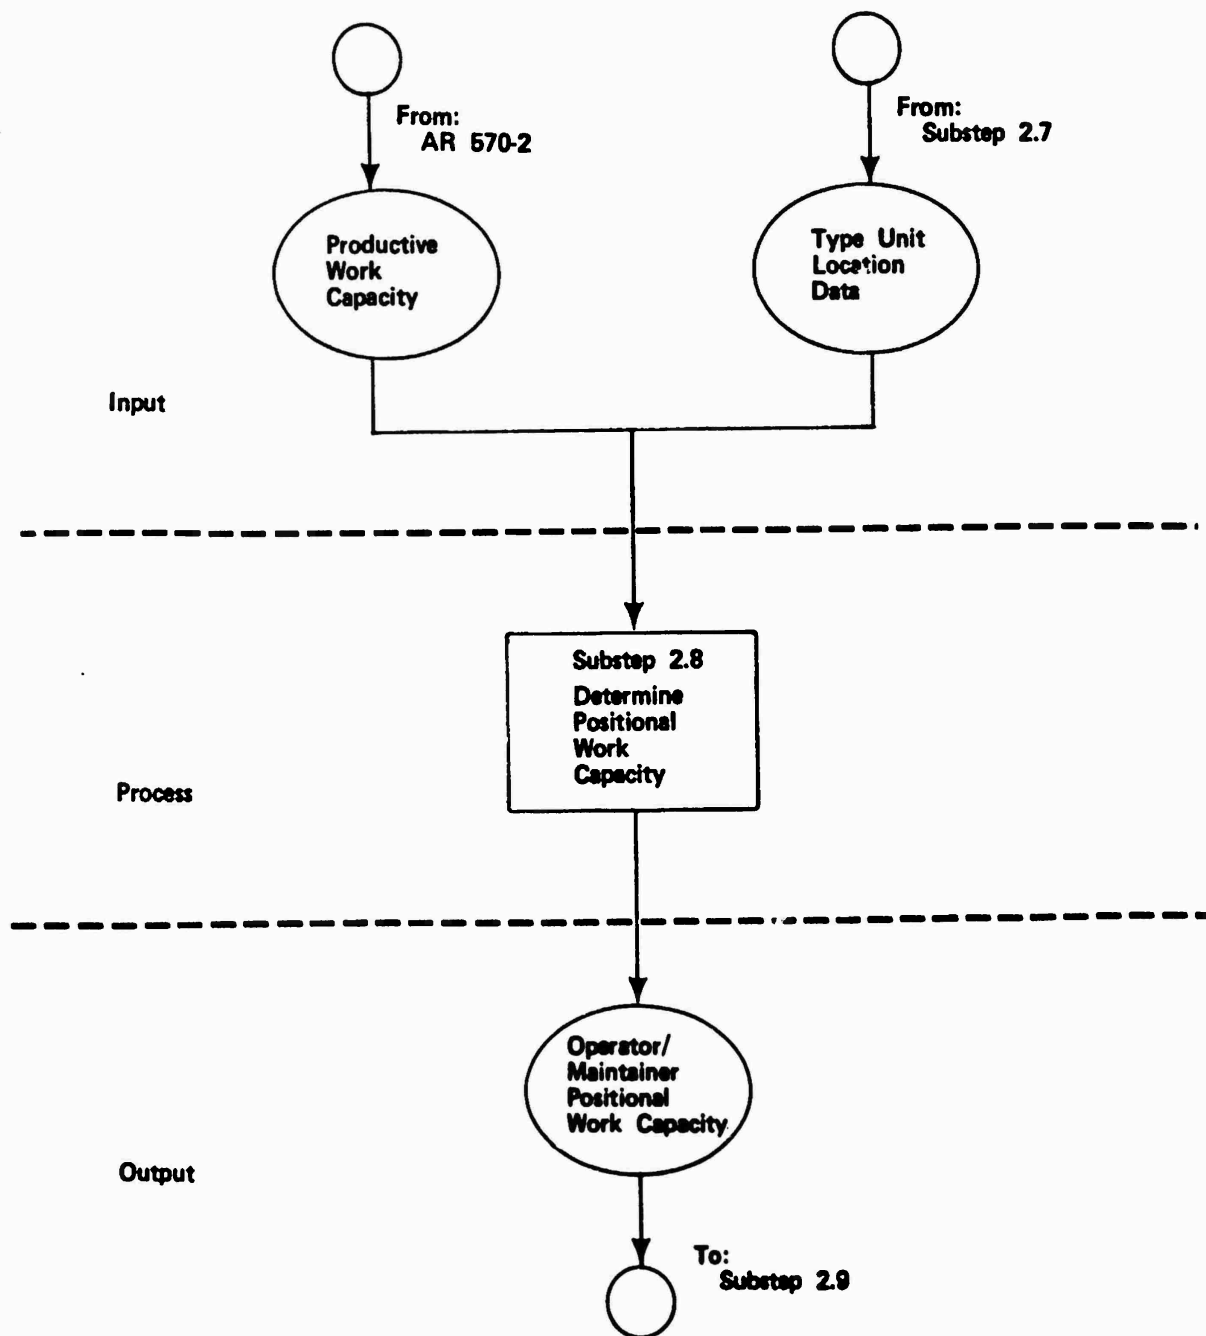 From:
AR 570-2
From:
Substep 2.7
Productive
Work
Capacity
Type Unit
Location
Data
Input
Substep 2.8
Determine
Positional
Work
Capacity
Process
Operator/
Maintainer
Positional
Work Capacity
Output
To:
Substep 2.9